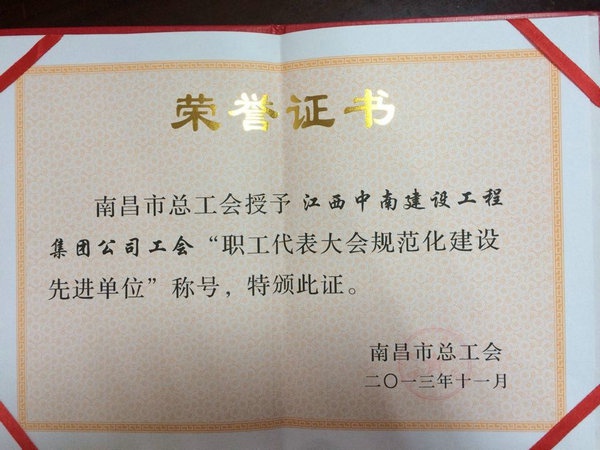 荣誉证书
南昌市总工会授予 江西中南建设工程
集团公司工会“职工代表大会规范化建设
先进单位”称号，特颁此证。
南昌市总工会
二〇一三年十一月